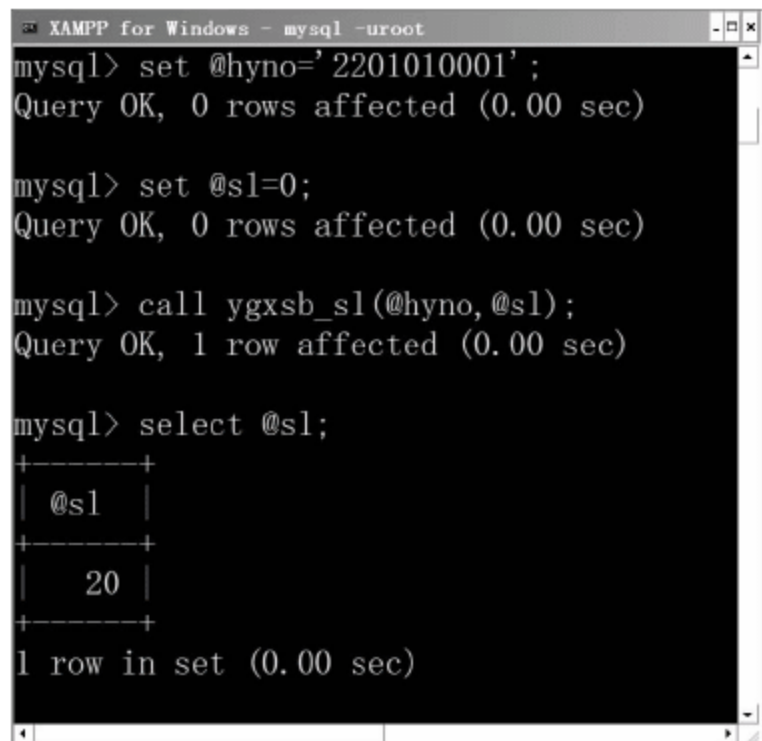 XAMPP for Windows - mysql -uroot
mysql> set @hyno='2201010001';
Query OK, 0 rows affected (0.00 sec)
mysql> set @sl=0;
Query OK, 0 rows affected (0.00 sec)
mysql> call ygxsb_sl(@hyno,@sl);
Query OK, 1 row affected (0.00 sec)
mysql> select @sl;
+------+
| @sl |
+------+
| 20 |
+------+
1 row in set (0.00 sec)